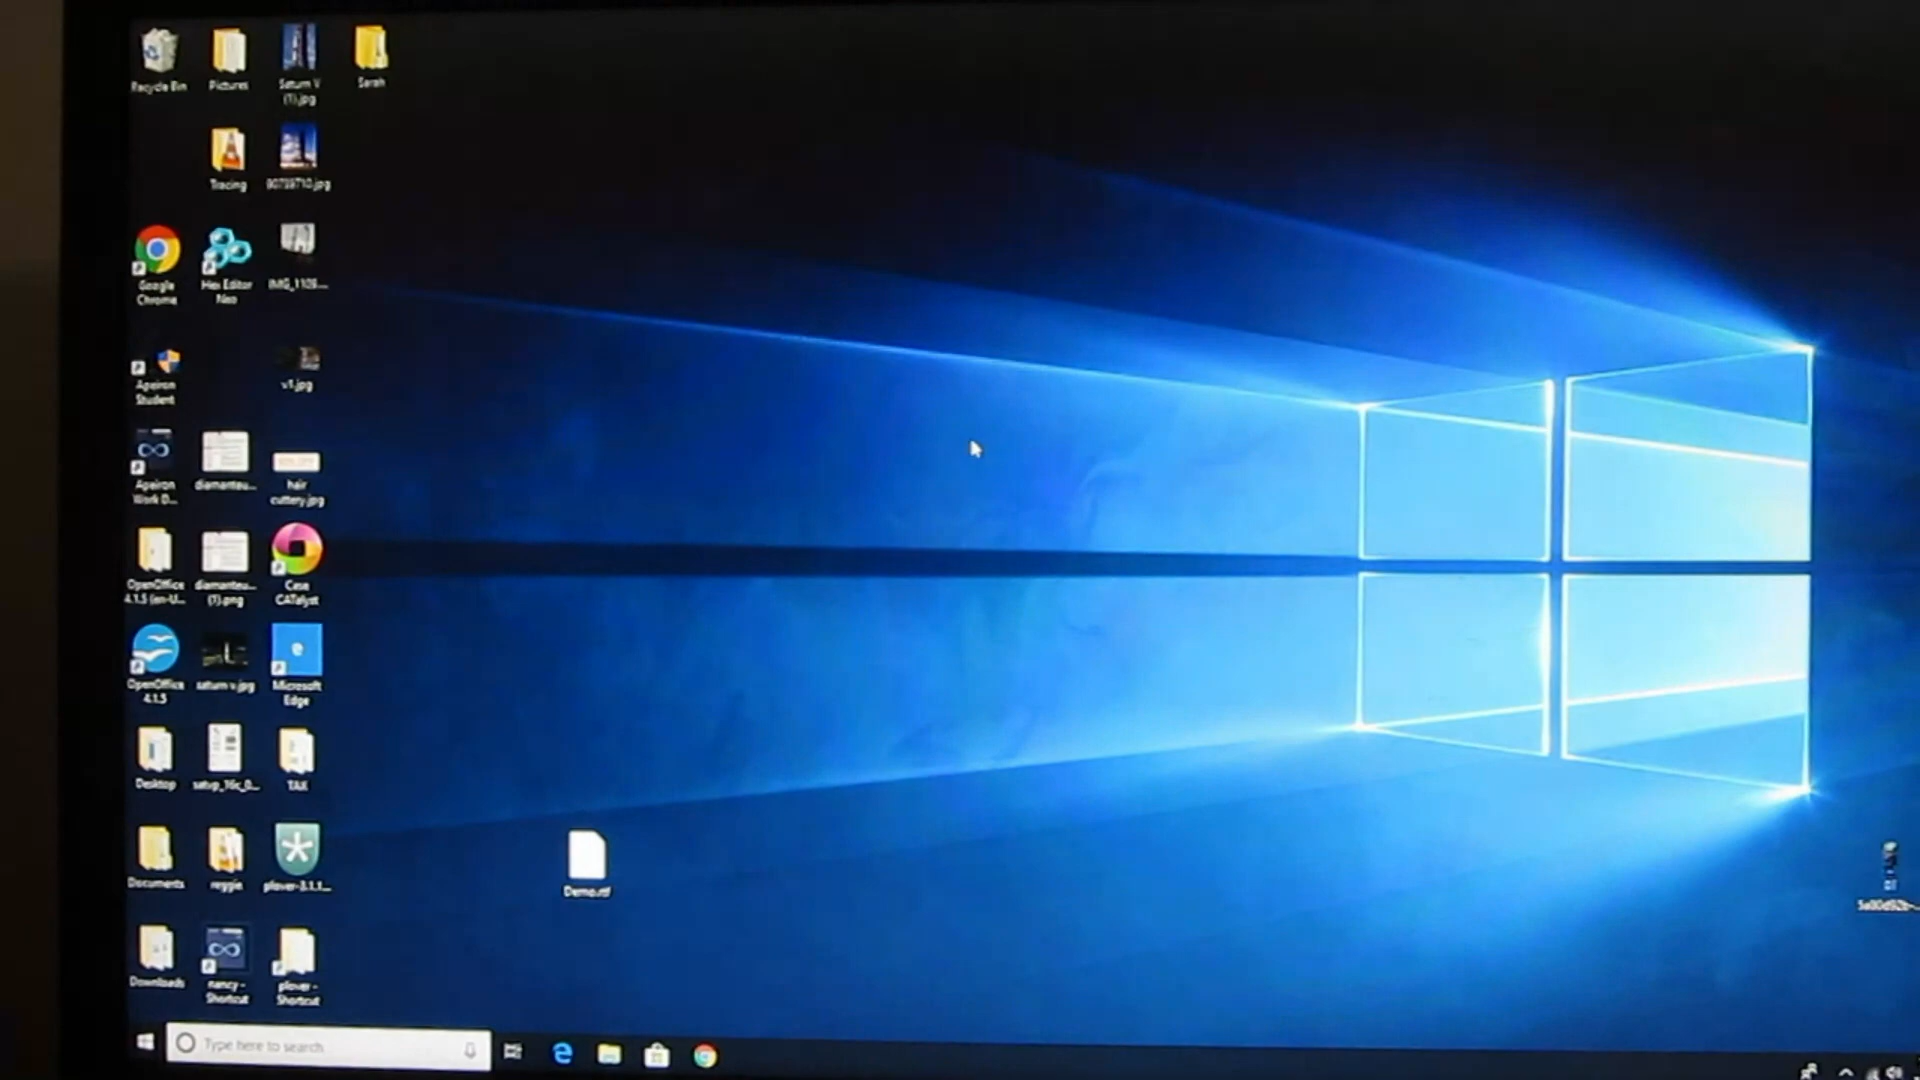 Recycle Bin
Pictures
Saturn V
(1).jpg
Sarah
Tracing
Google
Chrome
Hex Editor
Neo
IMG_1109....
Apeiron
Student
v1.jpg
Apeiron
Work D...
diamanteu...
hair
cuttery.jpg
OpenOffice
4.1.5 (en-U...
diamanteu...
(1).png
Case
CATalyst
OpenOffice
4.1.5
saturn v.jpg
Microsoft
Edge
Desktop
satvp_16c_0...
TAX
Documents
reggie
plover-3.1.1...
Demo.rtf
Downloads
nancy -
Shortcut
plover -
Shortcut
Type here to search